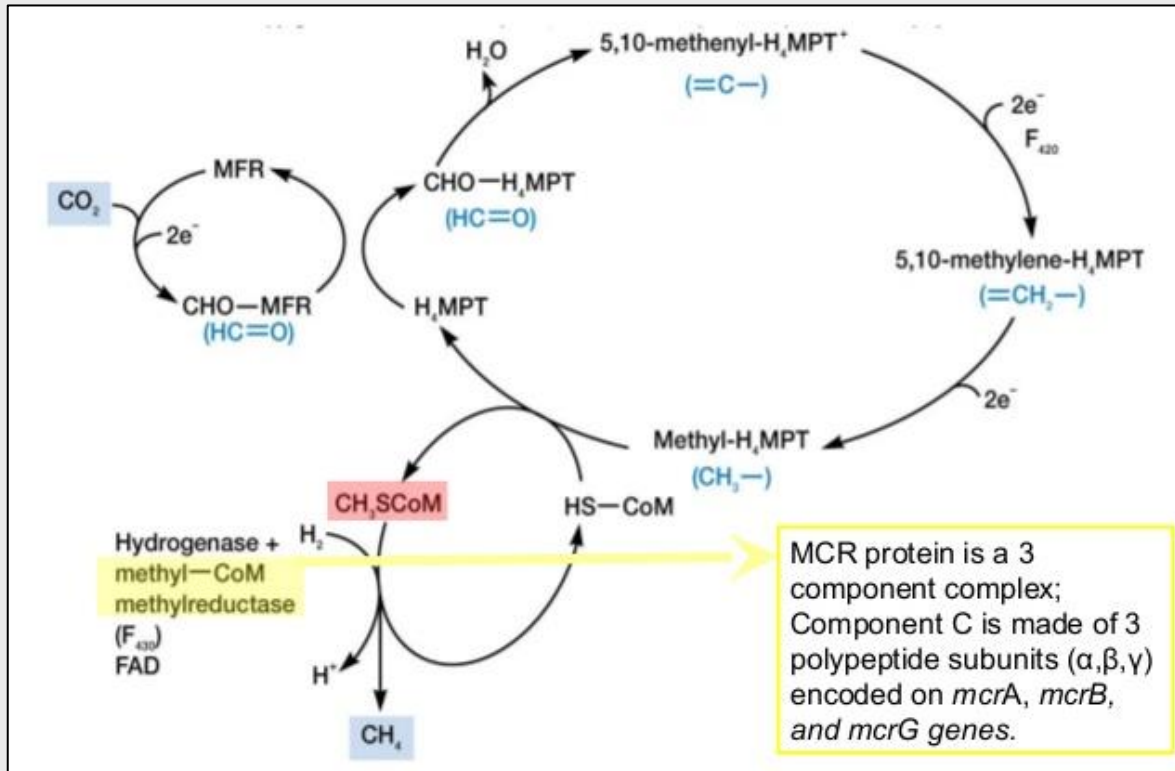 H₂O
5,10-methenyl-H₄MPT⁺
(=C—)
2e⁻
F₄₂₀
MFR
CO₂
2e⁻
CHO—MFR
(HC=O)
CHO—H₄MPT
(HC=O)
H₄MPT
5,10-methylene-H₄MPT
(=CH₂—)
2e⁻
Methyl-H₄MPT
(CH₃—)
CH₃SCoM
HS—CoM
H₂
Hydrogenase +
methyl—CoM
methylreductase
(F₄₃₀)
FAD
H⁺
CH₄
MCR protein is a 3
component complex;
Component C is made of 3
polypeptide subunits (α,β,γ)
encoded on mcrA, mcrB,
and mcrG genes.